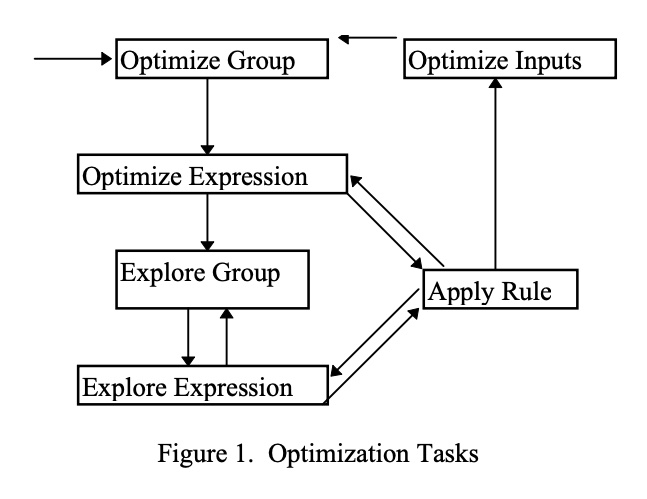 Optimize Group
Optimize Inputs
Optimize Expression
Explore Group
Apply Rule
Explore Expression
Figure 1. Optimization Tasks